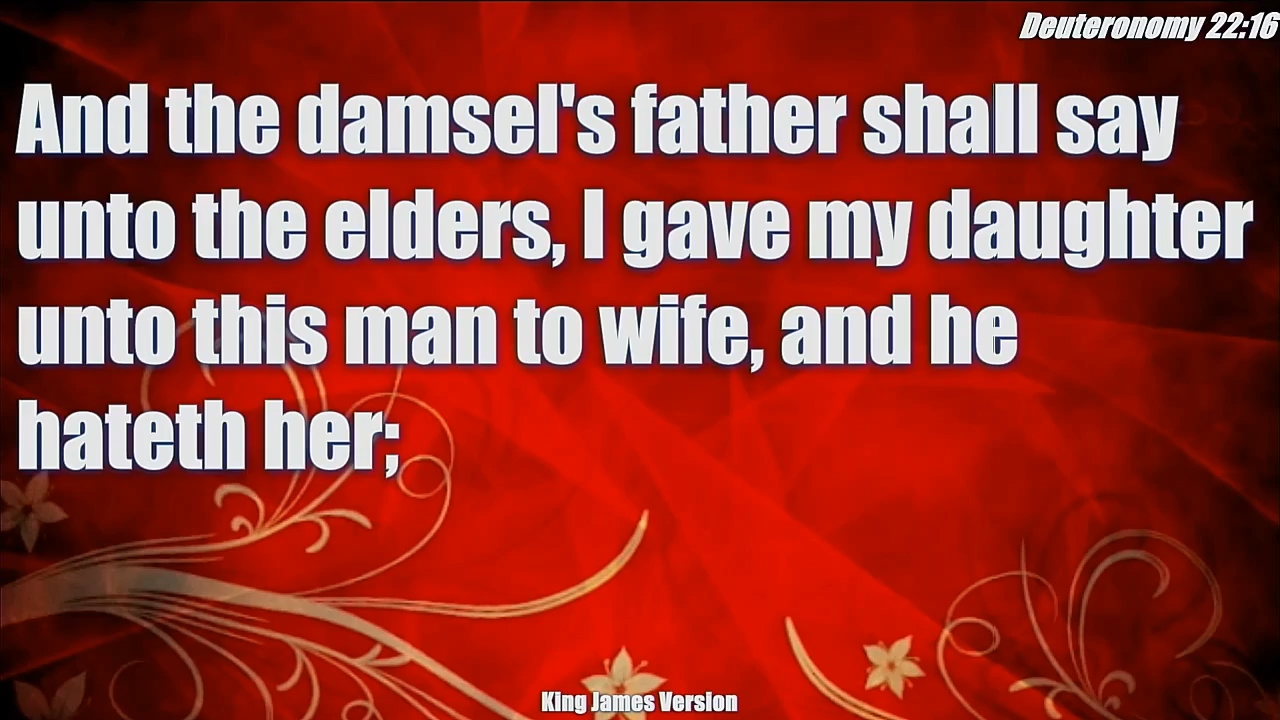 Deuteronomy 22:16
And the damsel's father shall say
unto the elders, I gave my daughter
unto this man to wife, and he
hateth her;
King James Version